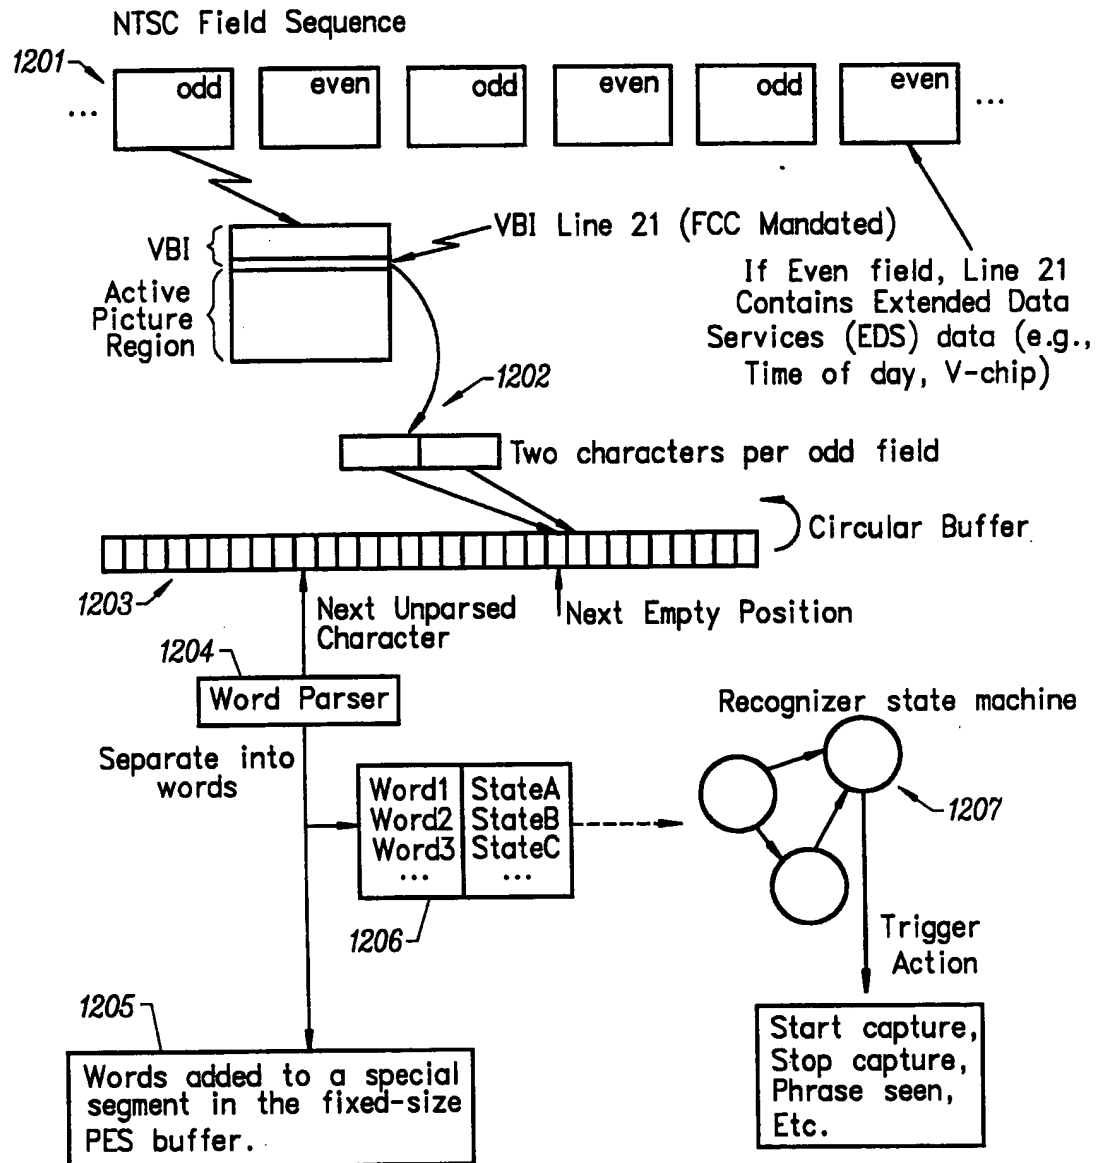 NTSC Field Sequence
1201
... odd even odd even odd even ...
VBI
VBI Line 21 (FCC Mandated)
Active
Picture
Region
If Even field, Line 21
Contains Extended Data
Services (EDS) data (e.g.,
Time of day, V-chip)
1202
Two characters per odd field
Circular Buffer
1203
Next Unparsed
Character
Next Empty Position
1204
Word Parser
Separate into
words
Word1 StateA
Word2 StateB
Word3 StateC
... ...
1206
Recognizer state machine
1207
Trigger
Action
1205
Words added to a special
segment in the fixed-size
PES buffer.
Start capture,
Stop capture,
Phrase seen,
Etc.